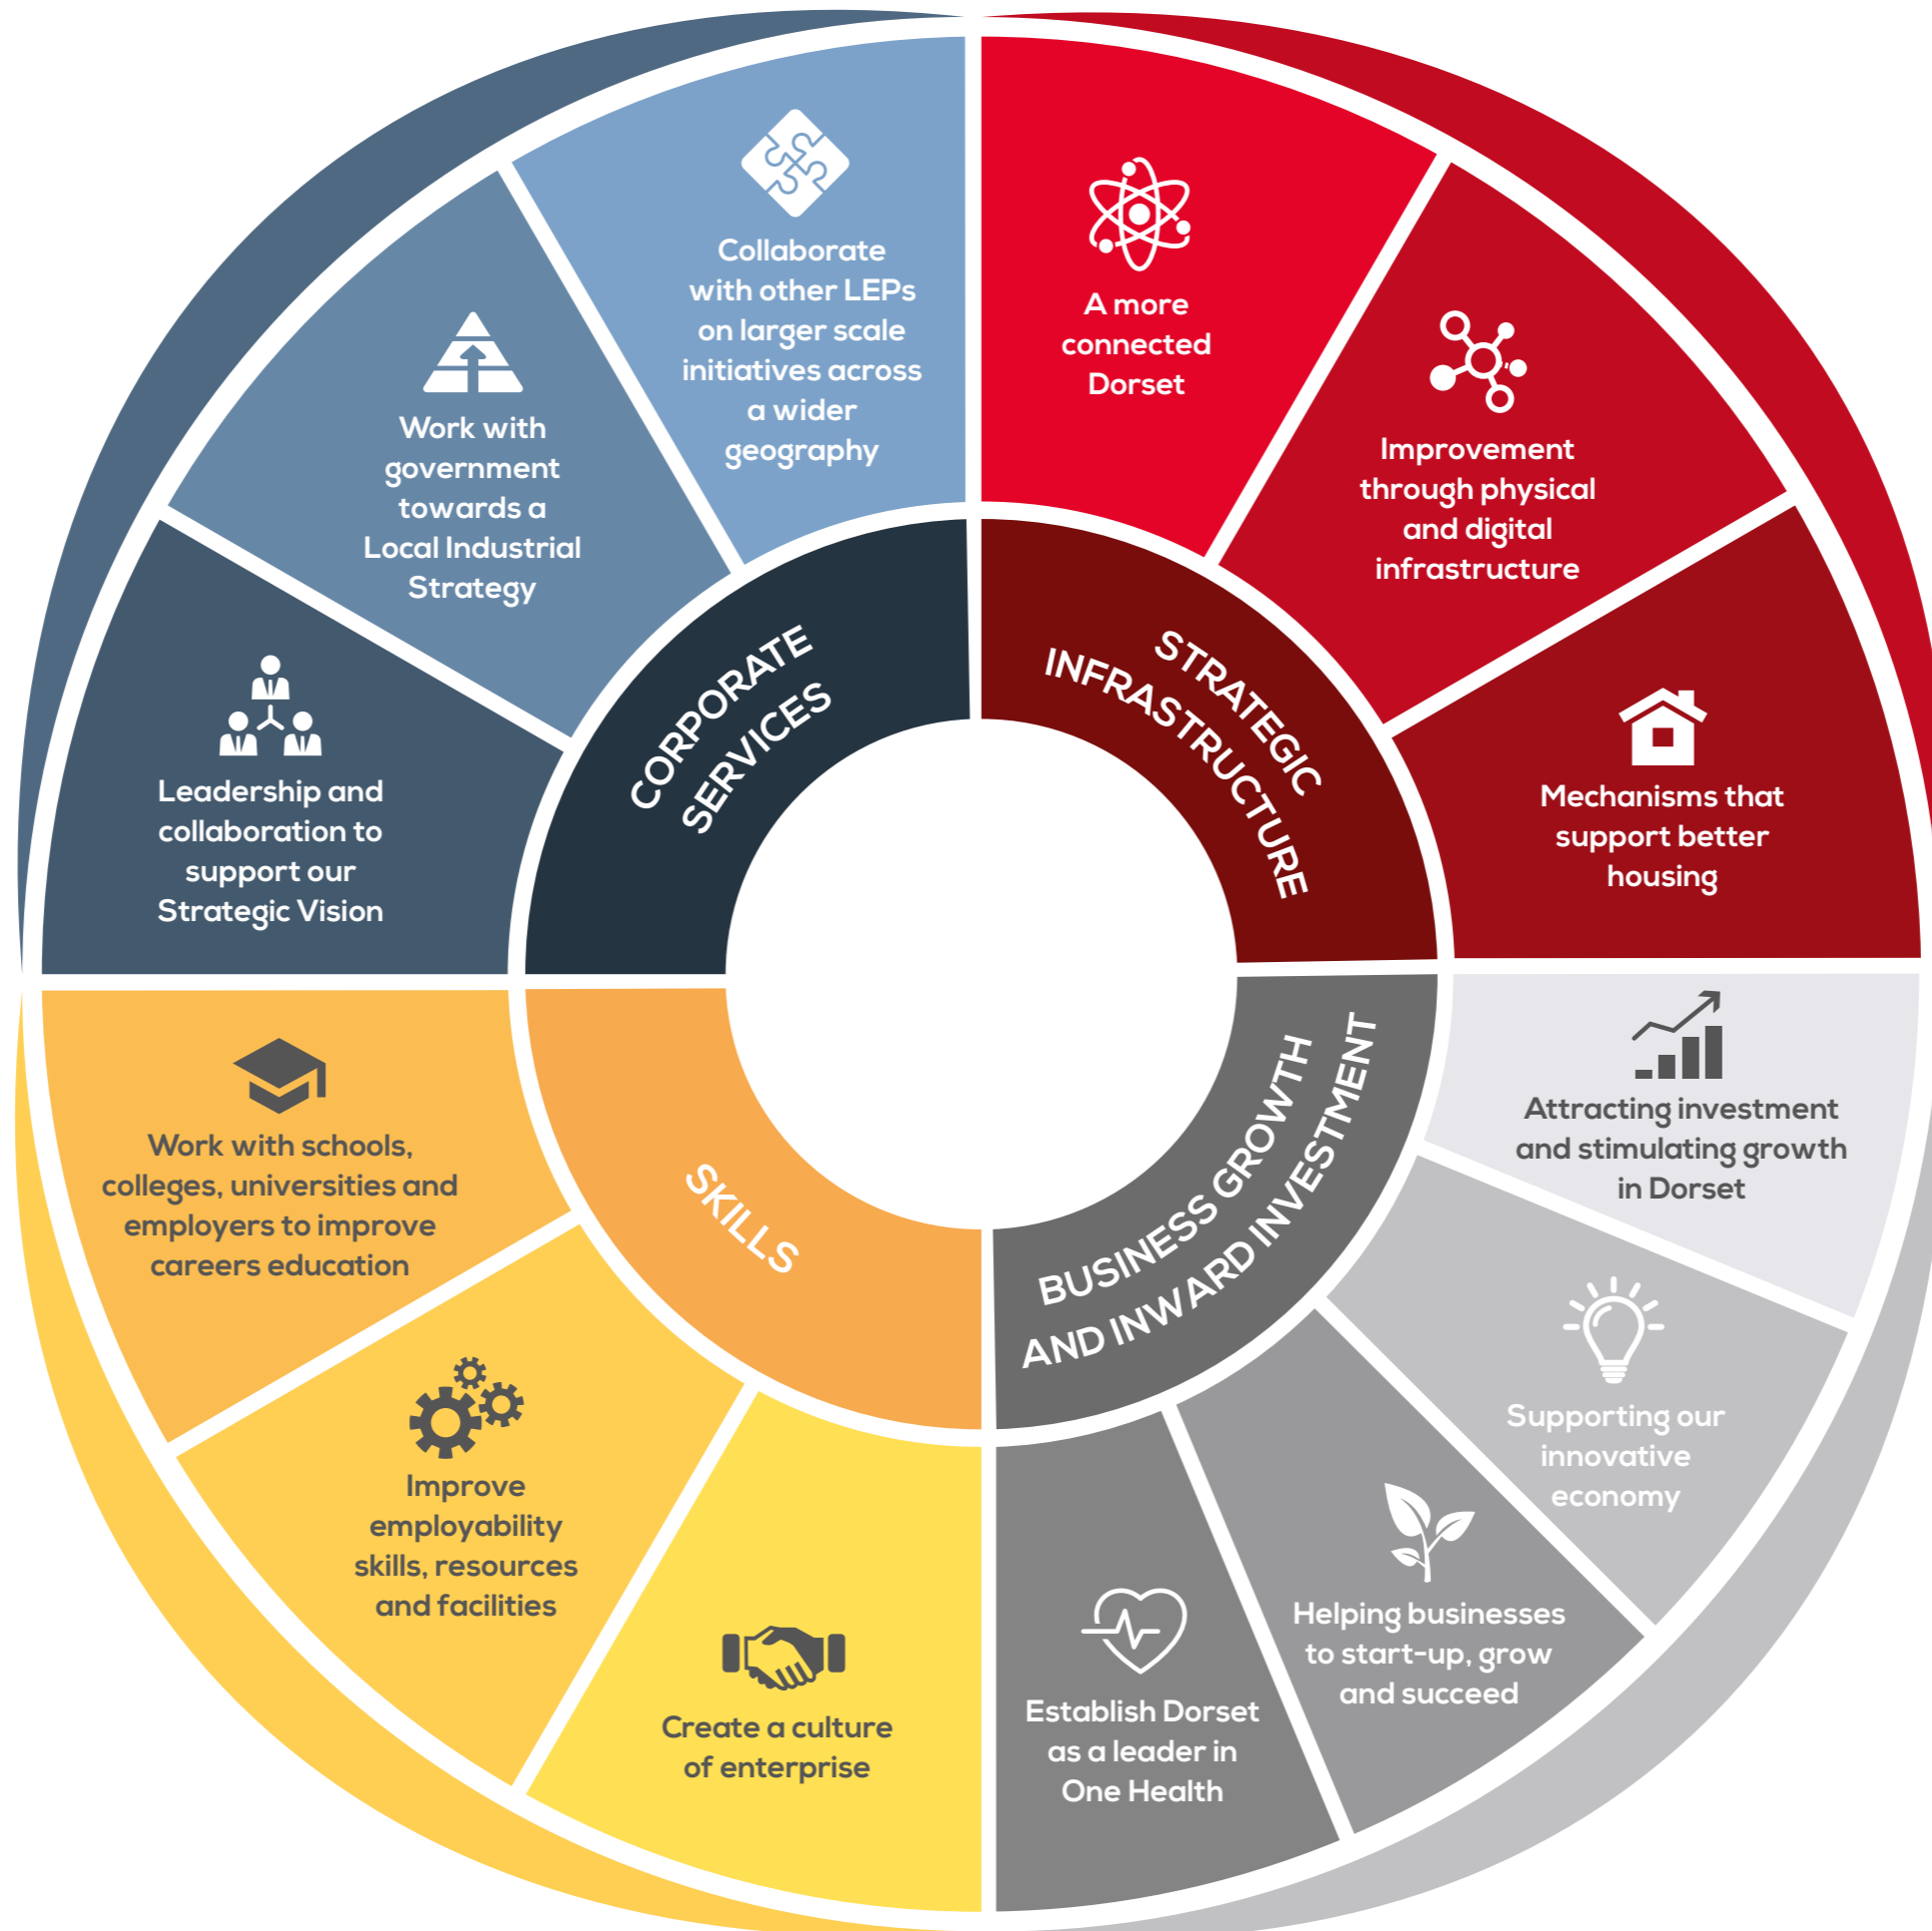 Collaborate
with other LEPs
on larger scale
initiatives across
a wider
geography
A more
connected
Dorset
Improvement
through physical
and digital
infrastructure
Mechanisms that
support better
housing
Attracting investment
and stimulating growth
in Dorset
Supporting our
innovative
economy
Helping businesses
to start-up, grow
and succeed
Establish Dorset
as a leader in
One Health
Create a culture
of enterprise
Improve
employability
skills, resources
and facilities
Work with schools,
colleges, universities and
employers to improve
careers education
Leadership and
collaboration to
support our
Strategic Vision
Work with
government
towards a
Local Industrial
Strategy
CORPORATE
SERVICES
STRATEGIC
INFRASTRUCTURE
BUSINESS GROWTH
AND INWARD INVESTMENT
SKILLS